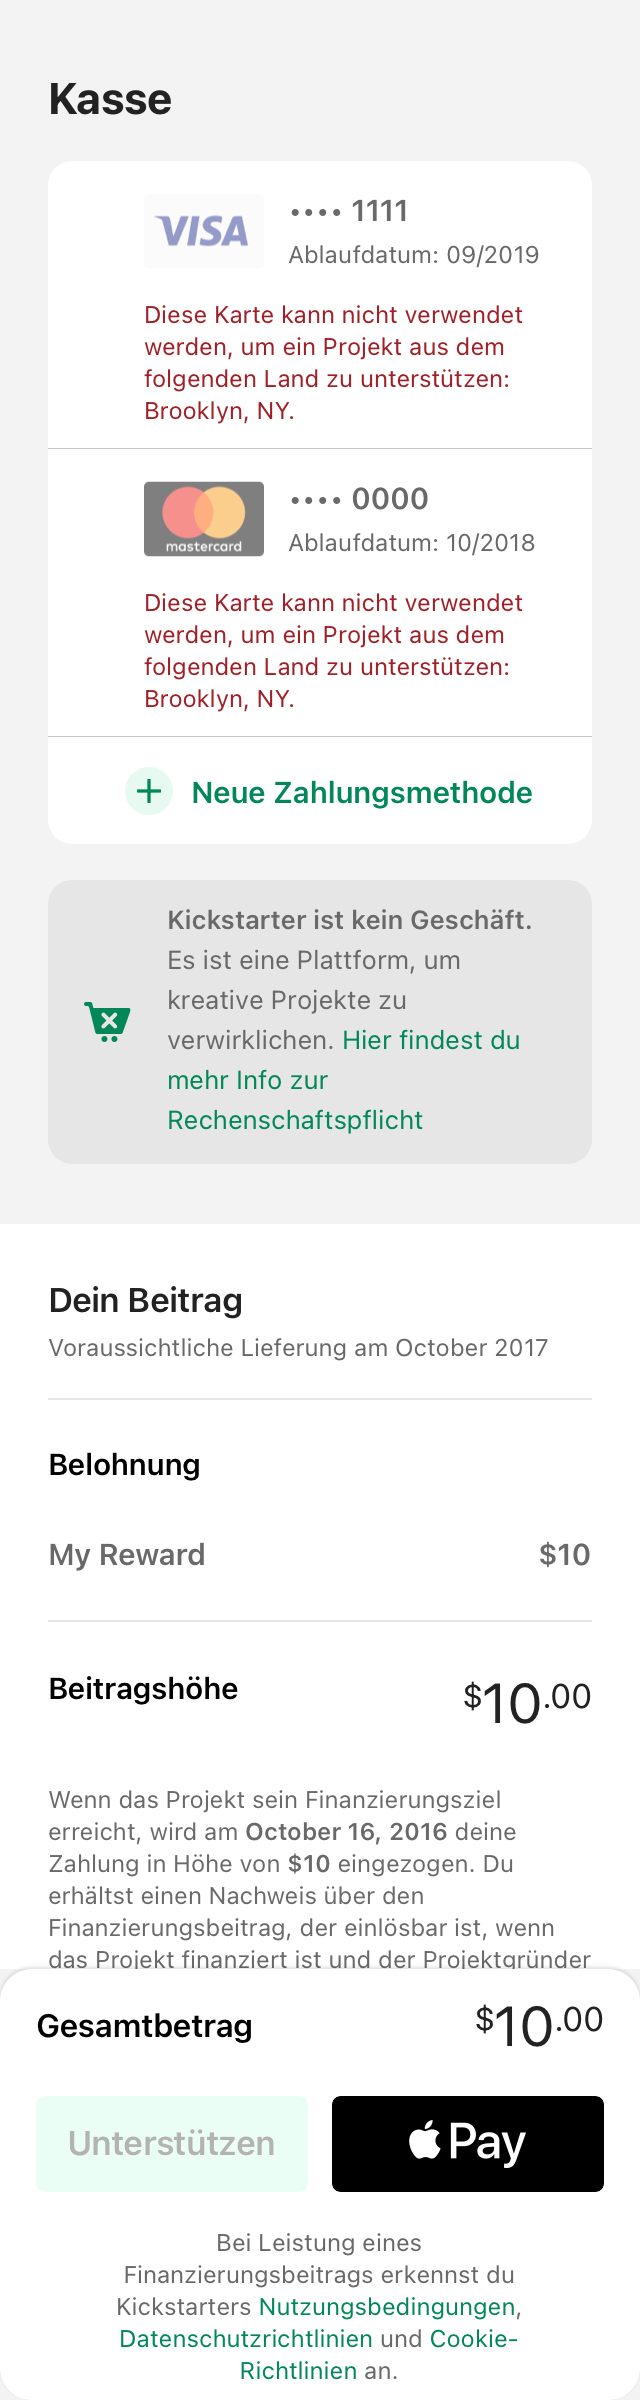 Kasse
VISA
•••• 1111
Ablaufdatum: 09/2019
Diese Karte kann nicht verwendet
werden, um ein Projekt aus dem
folgenden Land zu unterstützen:
Brooklyn, NY.
mastercard
•••• 0000
Ablaufdatum: 10/2018
Diese Karte kann nicht verwendet
werden, um ein Projekt aus dem
folgenden Land zu unterstützen:
Brooklyn, NY.
Neue Zahlungsmethode
Kickstarter ist kein Geschäft.
Es ist eine Plattform, um
kreative Projekte zu
verwirklichen. Hier findest du
mehr Info zur
Rechenschaftspflicht
Dein Beitrag
Voraussichtliche Lieferung am October 2017
Belohnung
My Reward $10
Beitragshöhe $10.00
Wenn das Projekt sein Finanzierungsziel
erreicht, wird am October 16, 2016 deine
Zahlung in Höhe von $10 eingezogen. Du
erhältst einen Nachweis über den
Finanzierungsbeitrag, der einlösbar ist, wenn
das Projekt finanziert ist und der Projektgründer
Gesamtbetrag $10.00
Unterstützen
Pay
Bei Leistung eines
Finanzierungsbeitrags erkennst du
Kickstarters Nutzungsbedingungen,
Datenschutzrichtlinien und Cookie-
Richtlinien an.